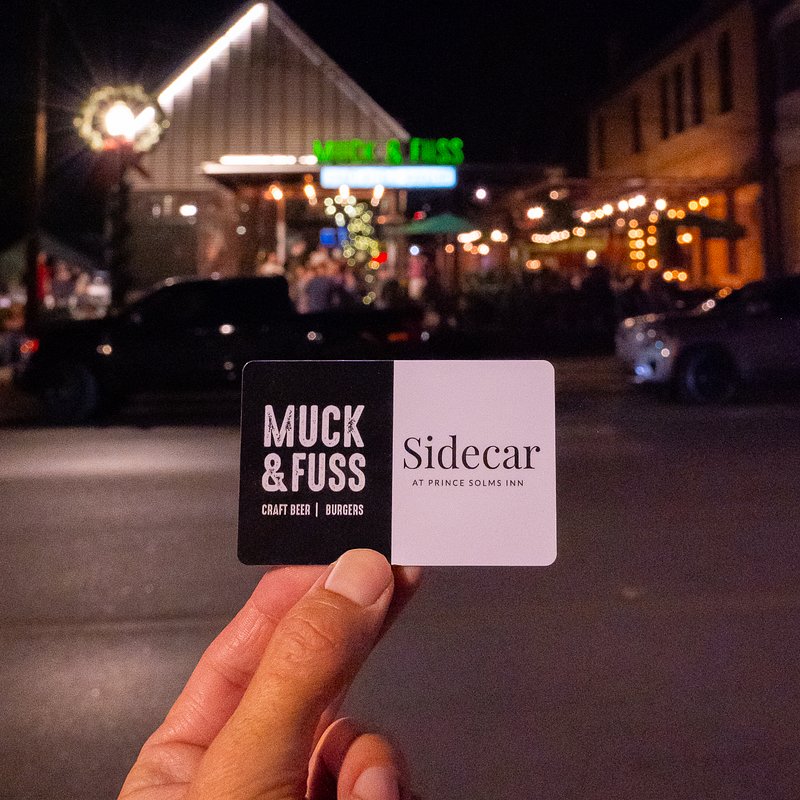 MUCK & FUSS
MUCK
& FUSS
CRAFT BEER | BURGERS
Sidecar
AT PRINCE SOLMS INN